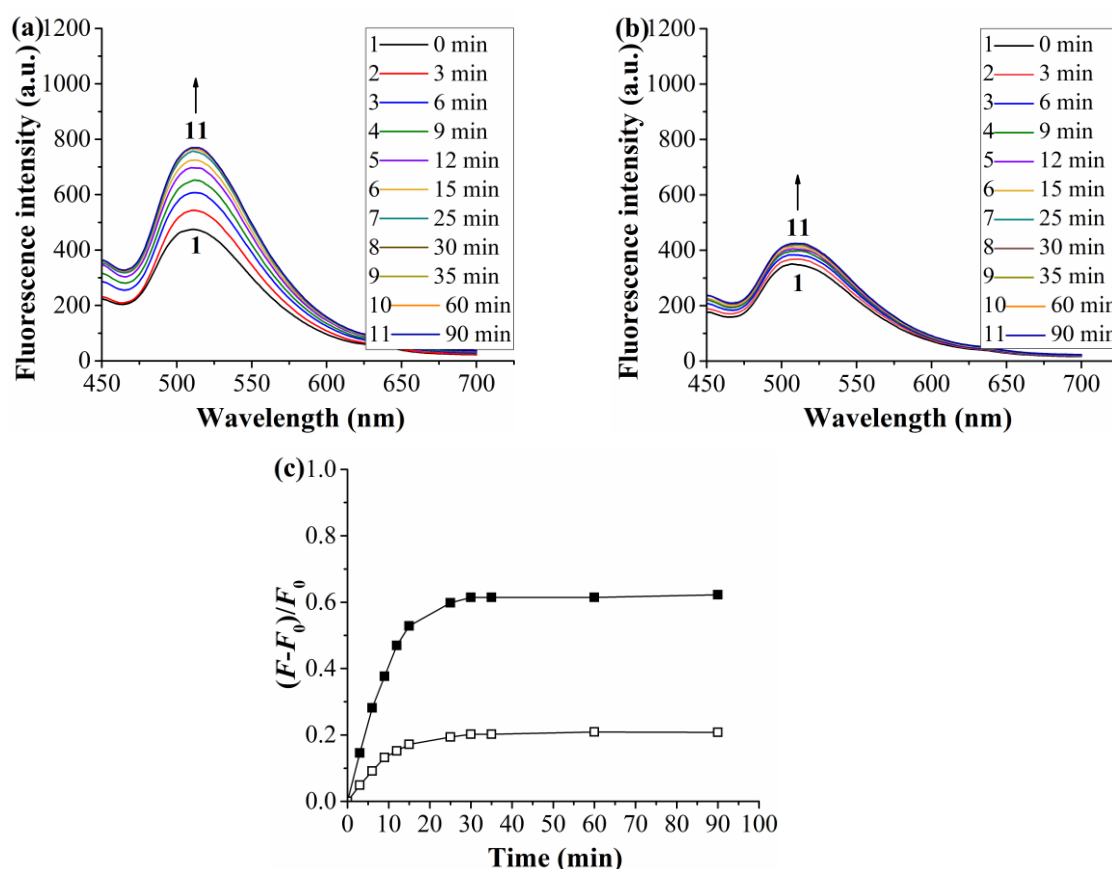 (a)
1200
1000
800
600
400
200
0
Fluorescence intensity (a.u.)
1 0 min
2 3 min
3 6 min
4 9 min
5 12 min
6 15 min
7 25 min
8 30 min
9 35 min
10 60 min
11 90 min
11
1
450 500 550 600 650 700
Wavelength (nm)
(b)
1200
1000
800
600
400
200
0
Fluorescence intensity (a.u.)
1 0 min
2 3 min
3 6 min
4 9 min
5 12 min
6 15 min
7 25 min
8 30 min
9 35 min
10 60 min
11 90 min
11
1
450 500 550 600 650 700
Wavelength (nm)
(c)
1.0
0.8
0.6
0.4
0.2
0.0
(F-F0)/F0
0 10 20 30 40 50 60 70 80 90 100
Time (min)